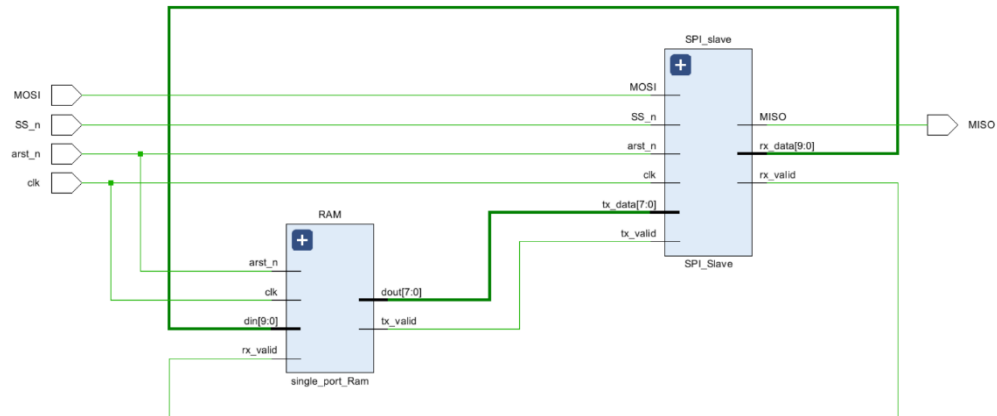 SPI_slave
MOSI
MOSI
SS_n
SS_n
MISO
MISO
arst_n
arst_n
rx_data[9:0]
clk
clk
rx_valid
tx_data[7:0]
RAM
tx_valid
arst_n
SPI_Slave
clk
dout[7:0]
din[9:0]
tx_valid
rx_valid
single_port_Ram